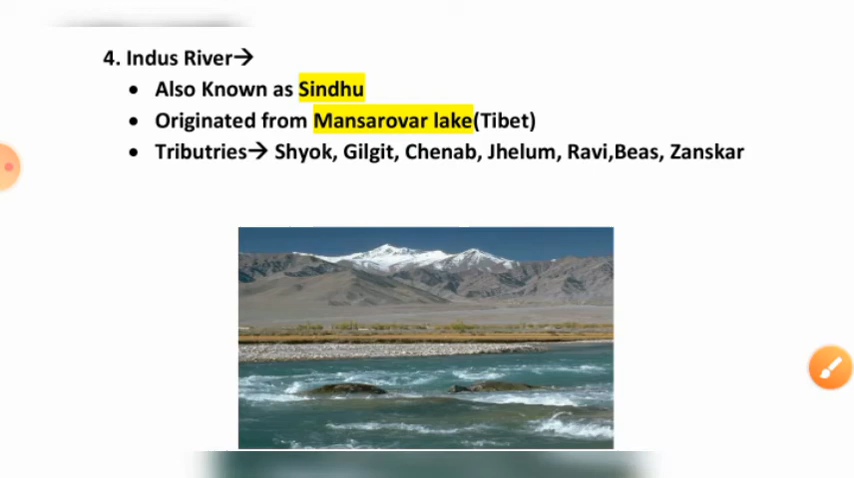 4. Indus River→
• Also Known as Sindhu
• Originated from Mansarovar lake(Tibet)
• Tributries→ Shyok, Gilgit, Chenab, Jhelum, Ravi,Beas, Zanskar